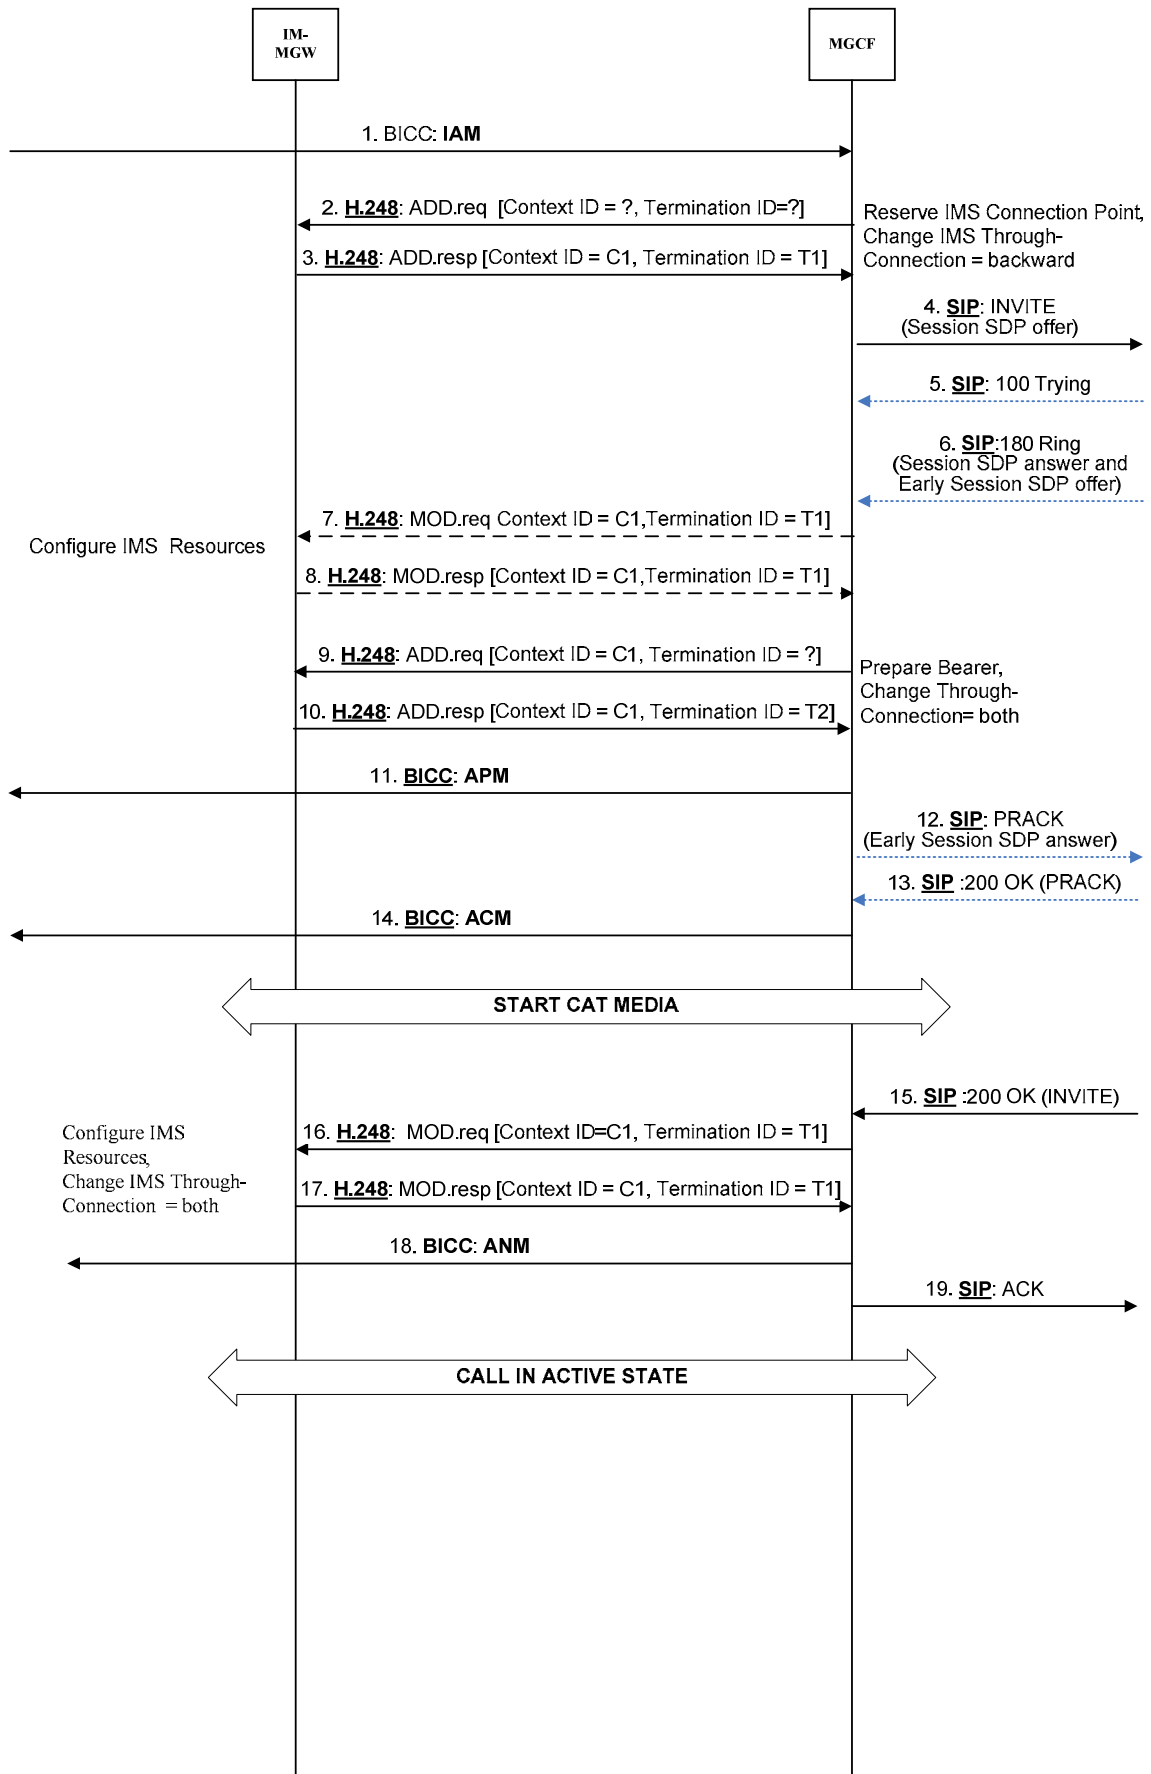 IM-
MGW
MGCF
1. BICC: IAM
2. H.248: ADD.req [Context ID = ?, Termination ID=?]
Reserve IMS Connection Point,
Change IMS Through-
Connection = backward
3. H.248: ADD.resp [Context ID = C1, Termination ID = T1]
4. SIP: INVITE
(Session SDP offer)
5. SIP: 100 Trying
6. SIP:180 Ring
(Session SDP answer and
Early Session SDP offer)
7. H.248: MOD.req Context ID = C1,Termination ID = T1]
Configure IMS Resources
8. H.248: MOD.resp [Context ID = C1,Termination ID = T1]
9. H.248: ADD.req [Context ID = C1, Termination ID = ?]
Prepare Bearer,
Change Through-
Connection= both
10. H.248: ADD.resp [Context ID = C1, Termination ID = T2]
11. BICC: APM
12. SIP: PRACK
(Early Session SDP answer)
13. SIP :200 OK (PRACK)
14. BICC: ACM
START CAT MEDIA
15. SIP :200 OK (INVITE)
16. H.248: MOD.req [Context ID=C1, Termination ID = T1]
Configure IMS
Resources,
Change IMS Through-
Connection = both
17. H.248: MOD.resp [Context ID = C1, Termination ID = T1]
18. BICC: ANM
19. SIP: ACK
CALL IN ACTIVE STATE